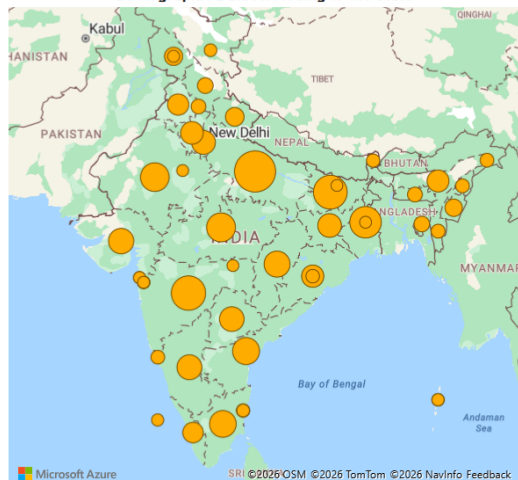 QINGHAI
Kabul
HANISTAN
TIBET
New Delhi
PAKISTAN
NEPAL
BHUTAN
NGLADESH
INDIA
MYANMAR
Bay of Bengal
Andaman
Sea
SRI
Microsoft Azure
©2026 OSM ©2026 TomTom ©2026 NavInfo Feedback